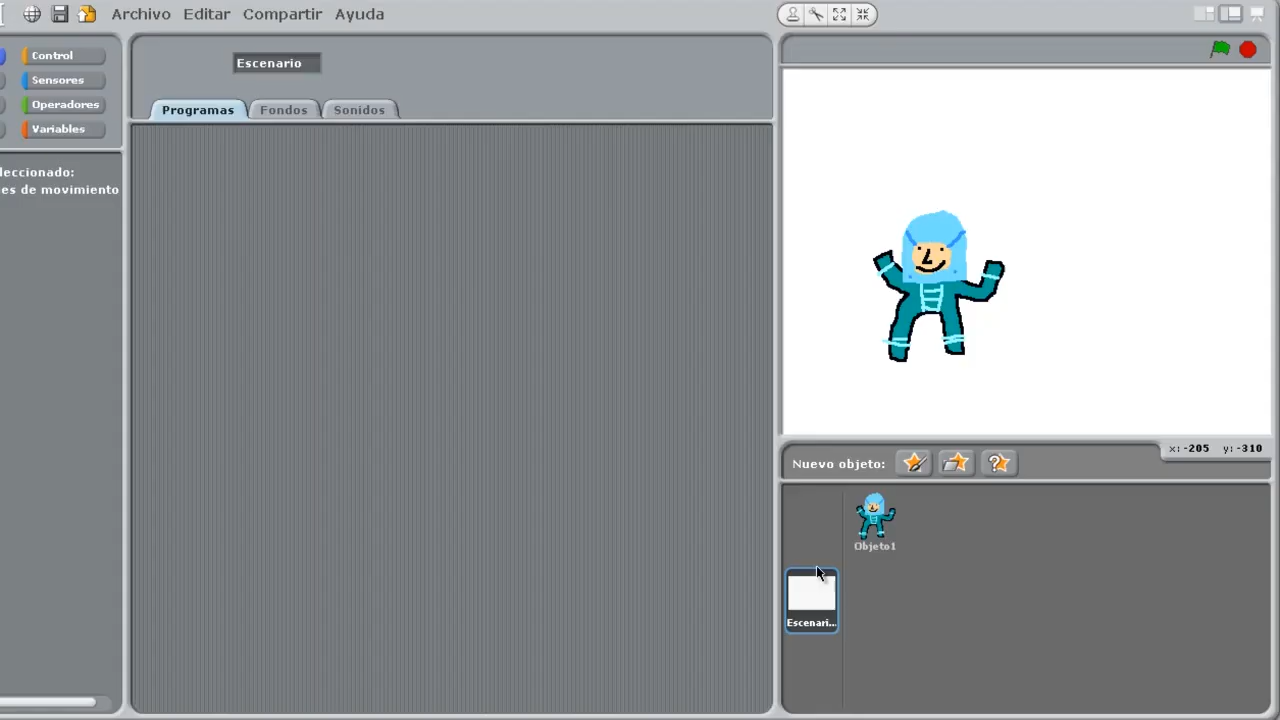 Archivo Editar Compartir Ayuda
Control
Sensores
Operadores
Variables
leccionado:
es de movimiento
Escenario
Programas Fondos Sonidos
x: -205 y: -310
Nuevo objeto:
Objeto1
Escenari...